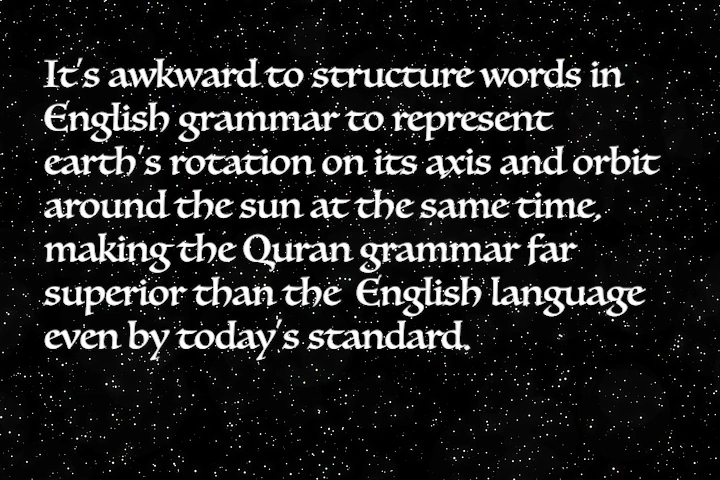 It's awkward to structure words in
English grammar to represent
earth's rotation on its axis and orbit
around the sun at the same time,
making the Quran grammar far
superior than the English language
even by today's standard.